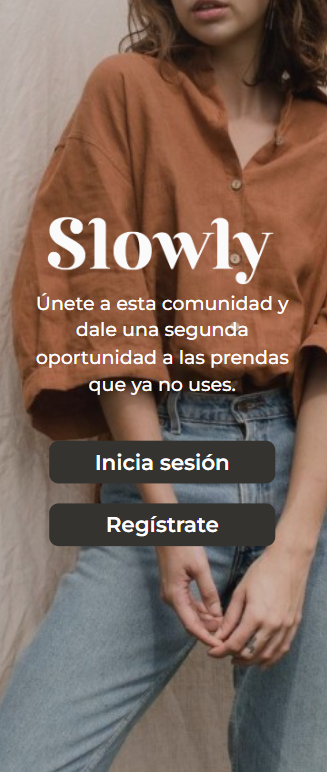 Slowly
Únete a esta comunidad y
dale una segunda
oportunidad a las prendas
que ya no uses.
Inicia sesión
Regístrate